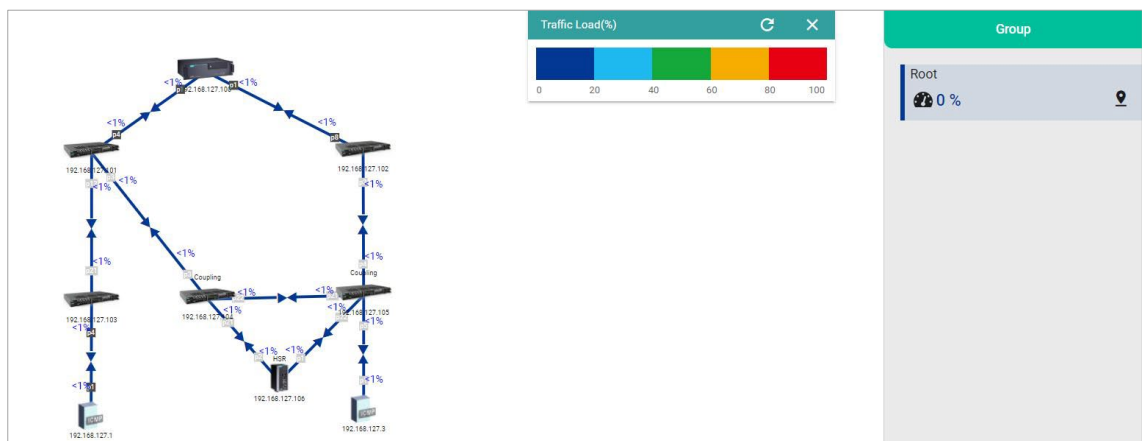 Traffic Load(%)
0 20 40 60 80 100
Group
Root
0 %
<1% <1%
p1
92.168.127.100
<1% <1%
p4 p8
192.168.127.101
192.168.127.102
<1% <1% <1%
<1% <1% <1%
Coupling Coupling
<1% <1%
192.168.127.103
192.168.127.104
192.168.127.105
<1% <1% <1% <1%
p4
<1% <1%
HSR
<1% <1%
192.168.127.106
192.168.127.1
192.168.127.3